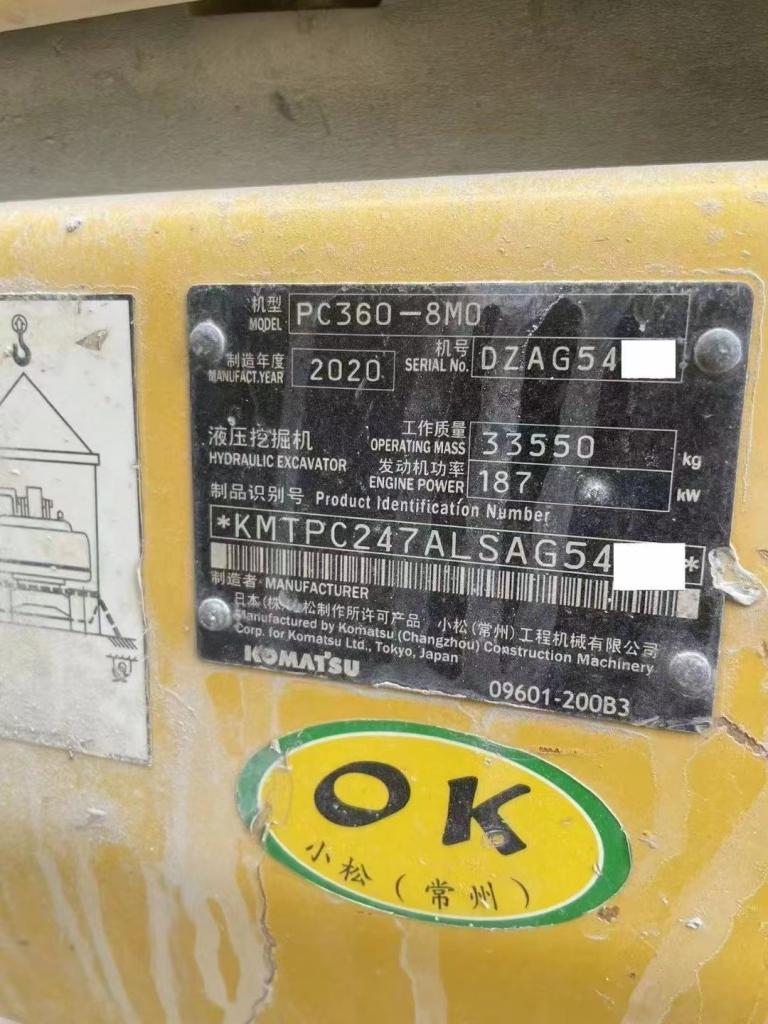 机型 MODEL PC360-8M0
制造年度 MANUFACT.YEAR 2020 机号 SERIAL No. DZAG54
液压挖掘机 HYDRAULIC EXCAVATOR
工作质量 OPERATING MASS 33550 kg
发动机功率 ENGINE POWER 187 kW
制品识别号 Product Identification Number
*KMTPC247ALSAG54 *
制造者 MANUFACTURER
日本(株) 松制作所许可产品 小松(常州)工程机械有限公司
Manufactured by Komatsu (Changzhou) Construction Machinery
Corp. for Komatsu Ltd., Tokyo, Japan
KOMATSU
09601-200B3
OK
小松(常州)